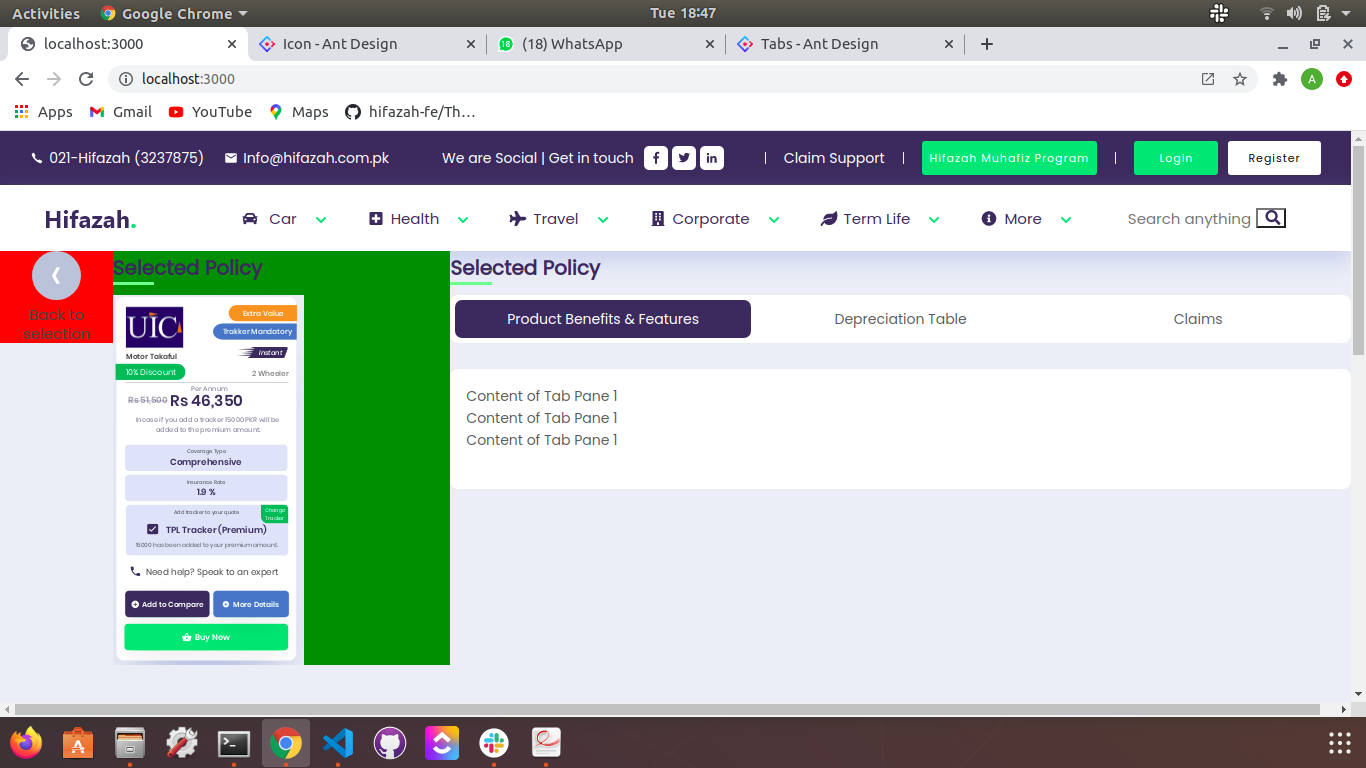 Activities
Google Chrome
Tue 18:47
localhost:3000
Icon - Ant Design
18
(18) WhatsApp
Tabs - Ant Design
localhost:3000
A
Apps
Gmail
YouTube
Maps
hifazah-fe/Th...
021-Hifazah (3237875)
Info@hifazah.com.pk
We are Social | Get in touch
f
in
Claim Support
Hifazah Muhafiz Program
Login
Register
Hifazah.
Car
Health
Travel
Corporate
Term Life
More
Search anything
Back to
selection
Selected Policy
UIC
Extra Value
Trakker Mandatory
Instant
Motor Takaful
10% Discount
2 Wheeler
Per Annum
Rs 51,500 Rs 46,350
Incase if you add a tracker 15000 PKR will be
added to the premium amount.
Coverage Type
Comprehensive
Insurance Rate
1.9 %
Add tracker to your quote
Change
Tracker
TPL Tracker (Premium)
15000 has been added to your premium amount.
Need help? Speak to an expert
Add to Compare
More Details
Buy Now
Selected Policy
Product Benefits & Features
Depreciation Table
Claims
Content of Tab Pane 1
Content of Tab Pane 1
Content of Tab Pane 1